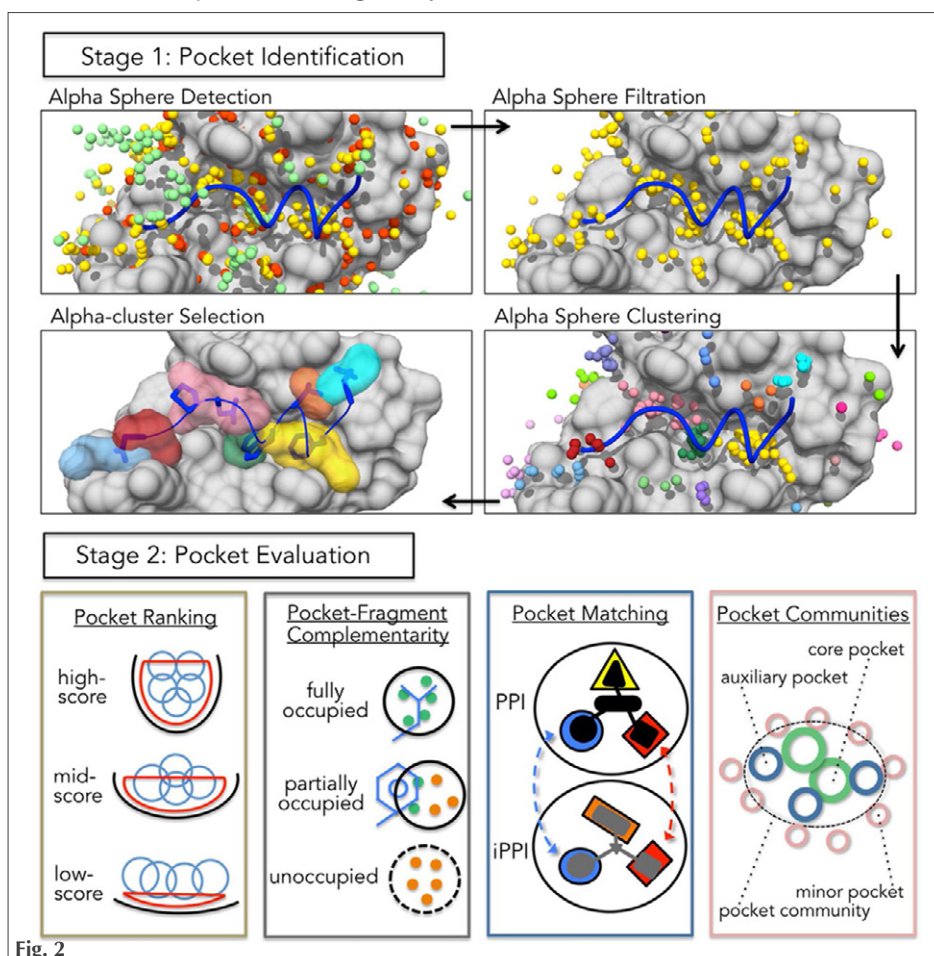 Stage 1: Pocket Identification
Alpha Sphere Detection
Alpha Sphere Filtration
Alpha-cluster Selection
Alpha Sphere Clustering
Stage 2: Pocket Evaluation
Pocket Ranking
high-
score
mid-
score
low-
score
Pocket-Fragment
Complementarity
fully
occupied
partially
occupied
unoccupied
Pocket Matching
PPI
iPPI
Pocket Communities
core pocket
auxiliary pocket
minor pocket
pocket community
Fig. 2